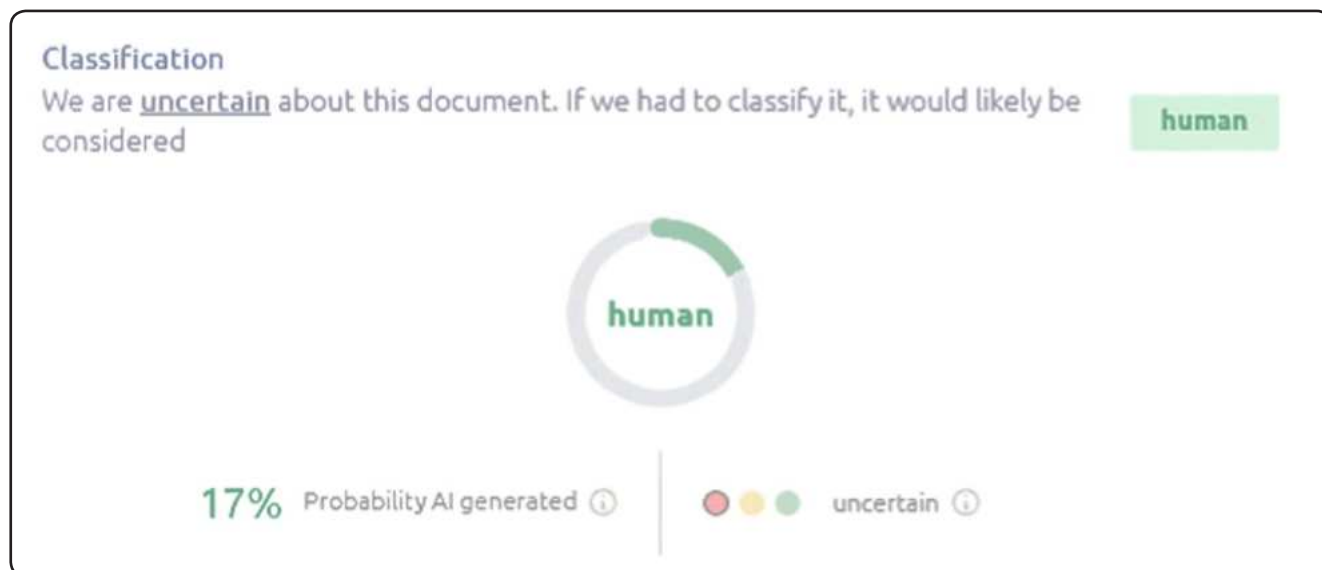 Classification
We are uncertain about this document. If we had to classify it, it would likely be
considered
human
human
17% Probability AI generated
uncertain